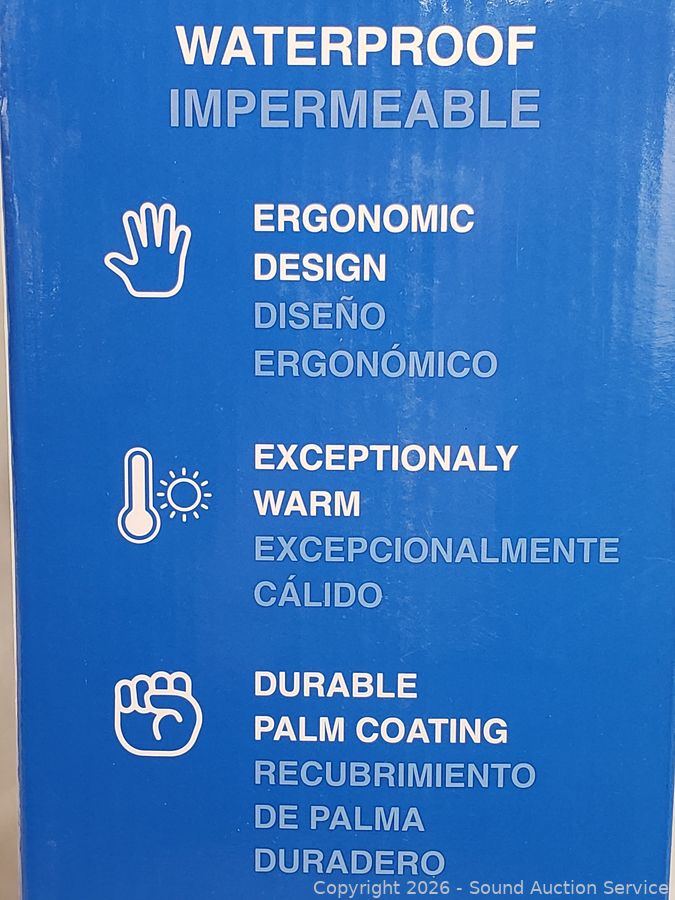 WATERPROOF
IMPERMEABLE
ERGONOMIC
DESIGN
DISEÑO
ERGONÓMICO
EXCEPTIONALY
WARM
EXCEPCIONALMENTE
CÁLIDO
DURABLE
PALM COATING
RECUBRIMIENTO
DE PALMA
DURADERO
Copyright 2026 - Sound Auction Service